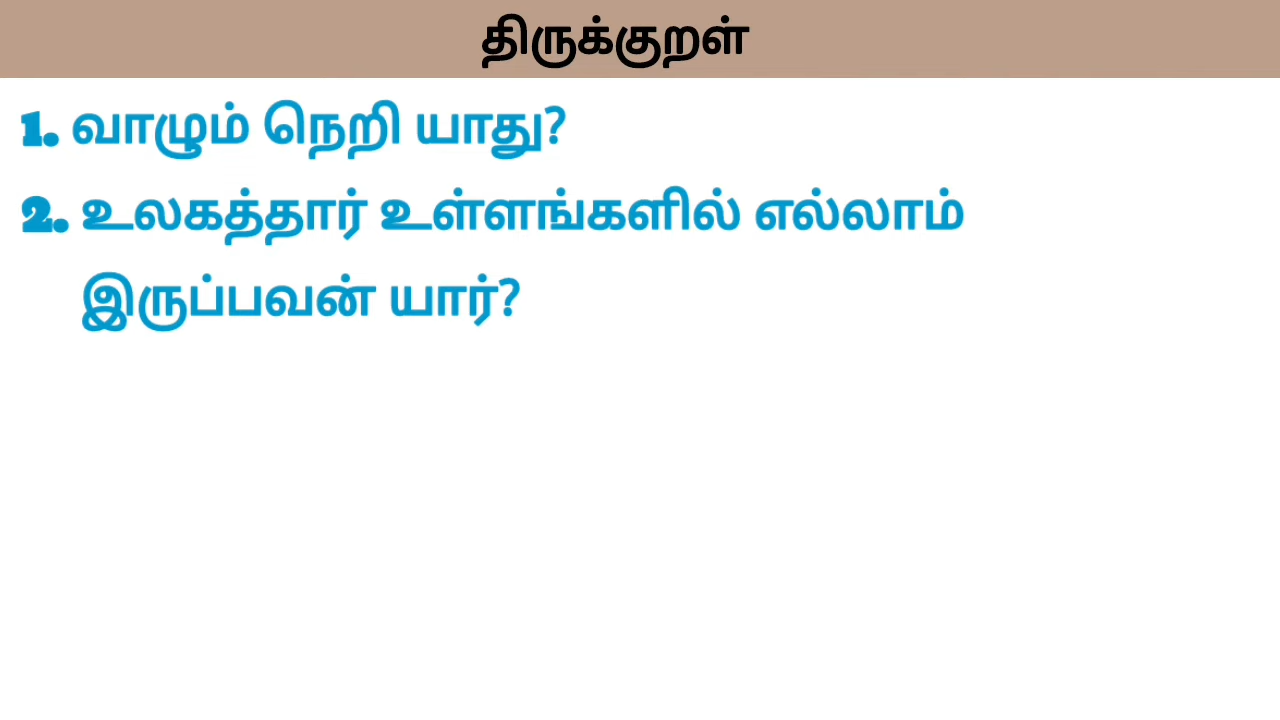 திருக்குறள்
1. வாழும் நெறி யாது?
2. உலகத்தார் உள்ளங்களில் எல்லாம்
இருப்பவன் யார்?